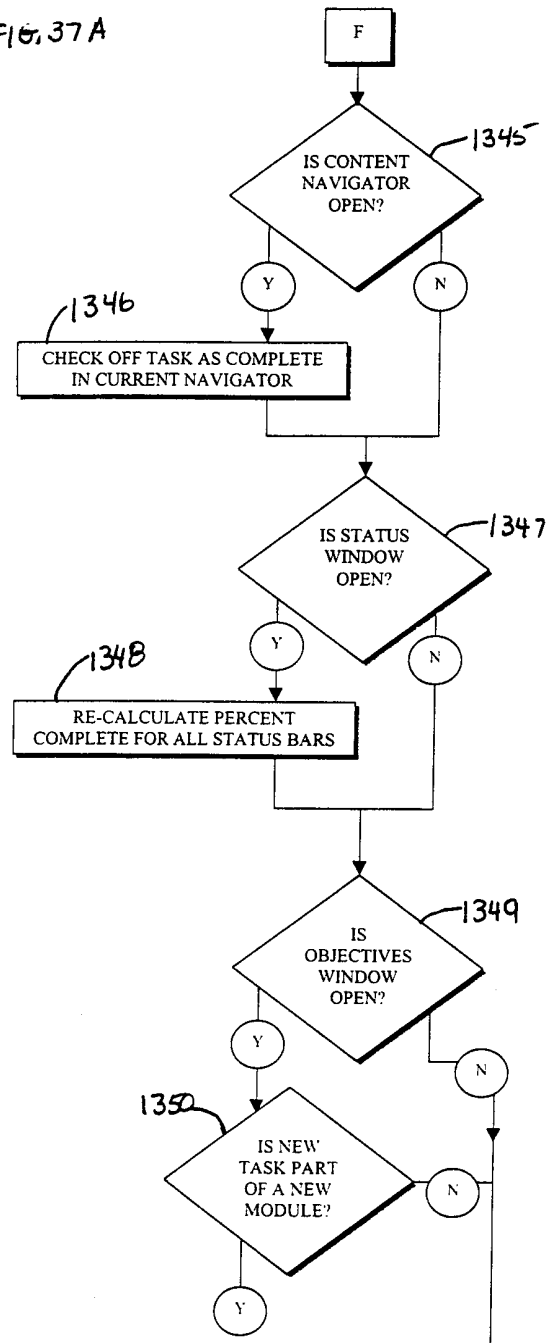 FIG. 37A
F
1345
IS CONTENT
NAVIGATOR
OPEN?
Y
N
1346
CHECK OFF TASK AS COMPLETE
IN CURRENT NAVIGATOR
1347
IS STATUS
WINDOW
OPEN?
Y
N
1348
RE-CALCULATE PERCENT
COMPLETE FOR ALL STATUS BARS
1349
IS
OBJECTIVES
WINDOW
OPEN?
Y
N
1350
IS NEW
TASK PART
OF A NEW
MODULE?
N
Y